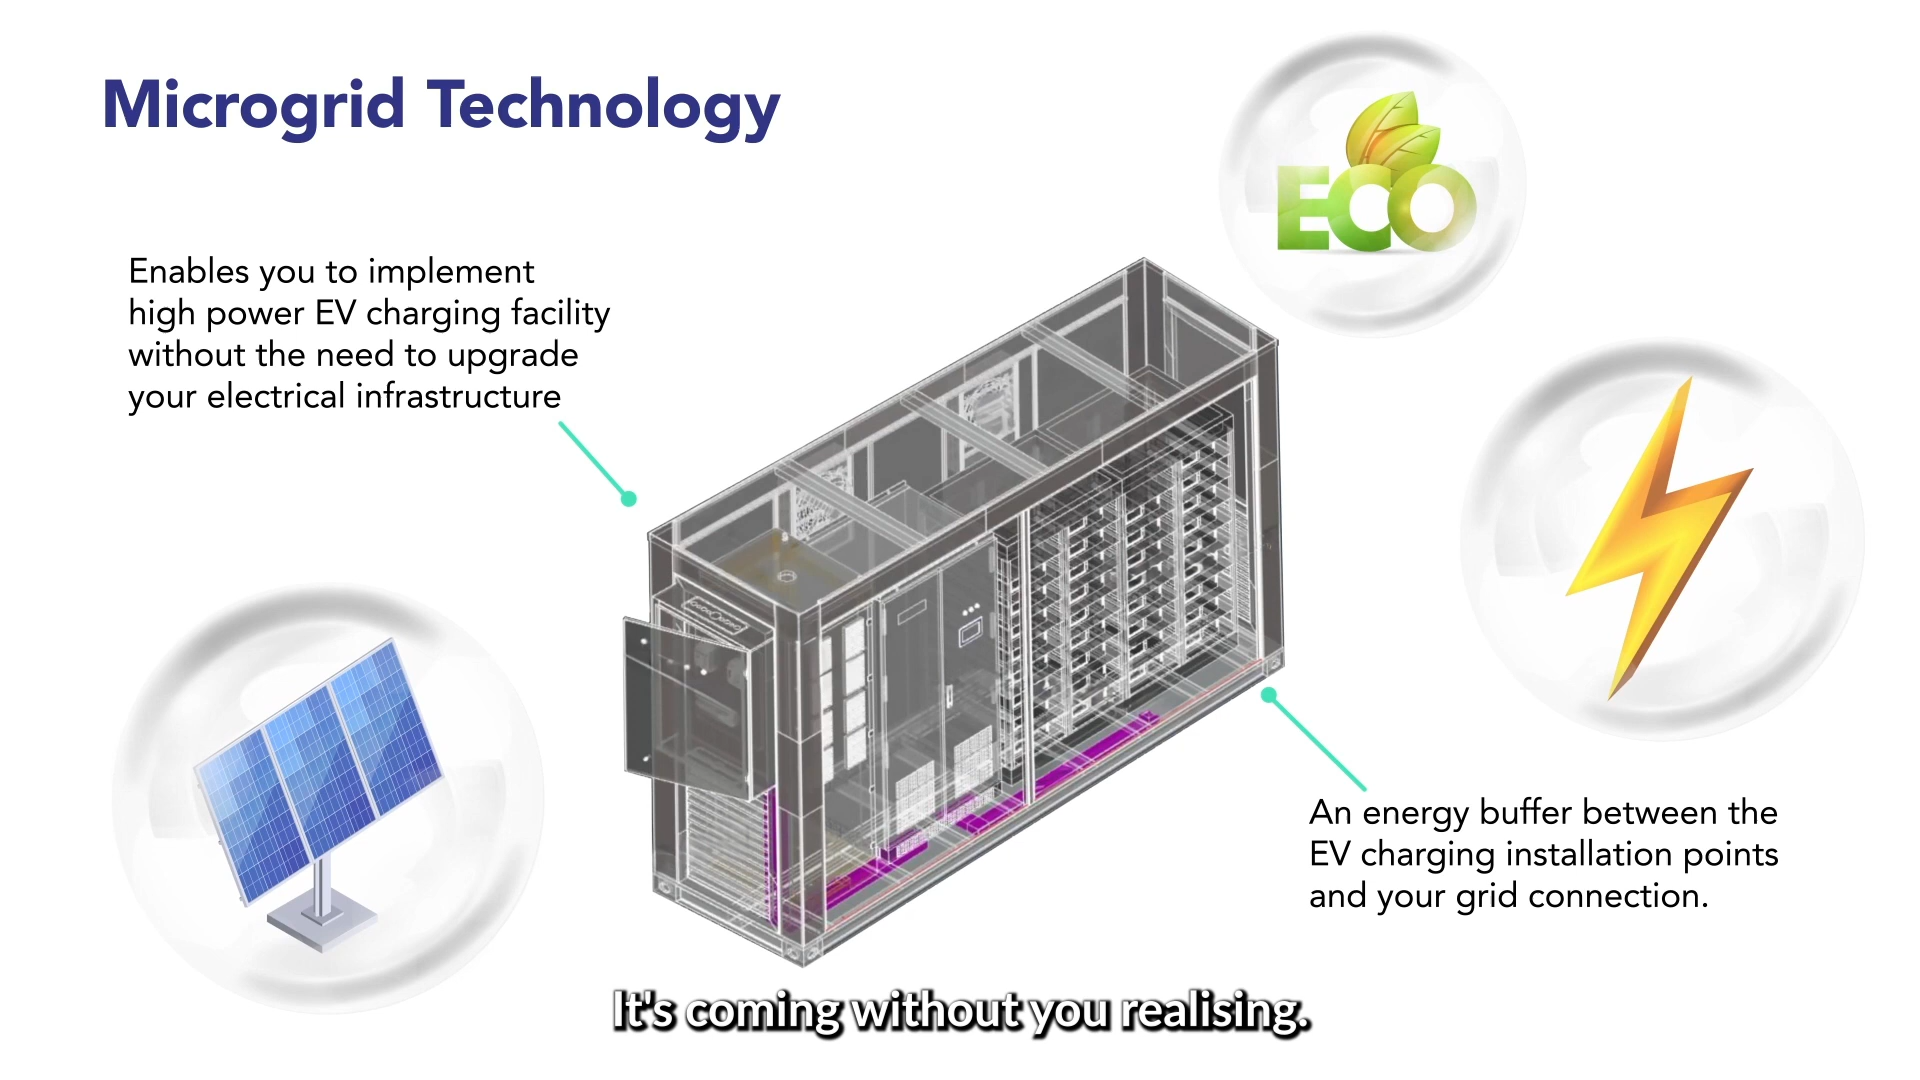 Microgrid Technology
ECO
Enables you to implement
high power EV charging facility
without the need to upgrade
your electrical infrastructure
An energy buffer between the
EV charging installation points
and your grid connection.
It's coming without you realising.